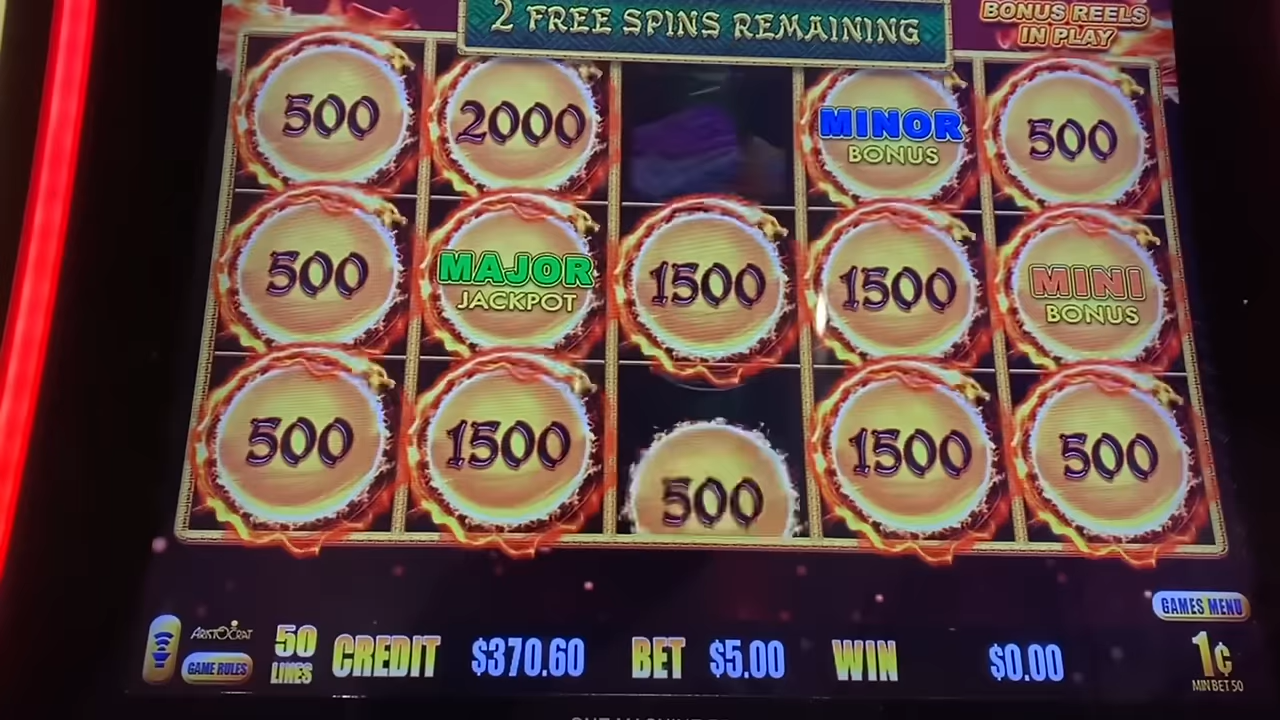 2 FREE SPINS REMAINING
BONUS REELS
IN PLAY
500
2000
MINOR
BONUS
500
500
MAJOR
JACKPOT
1500
1500
MINI
BONUS
500
1500
500
1500
500
GAMES MENU
ARISTOCRAT
GAME RULES
50
LINES
CREDIT $370.60 BET $5.00 WIN $0.00
1¢
MIN BET 50